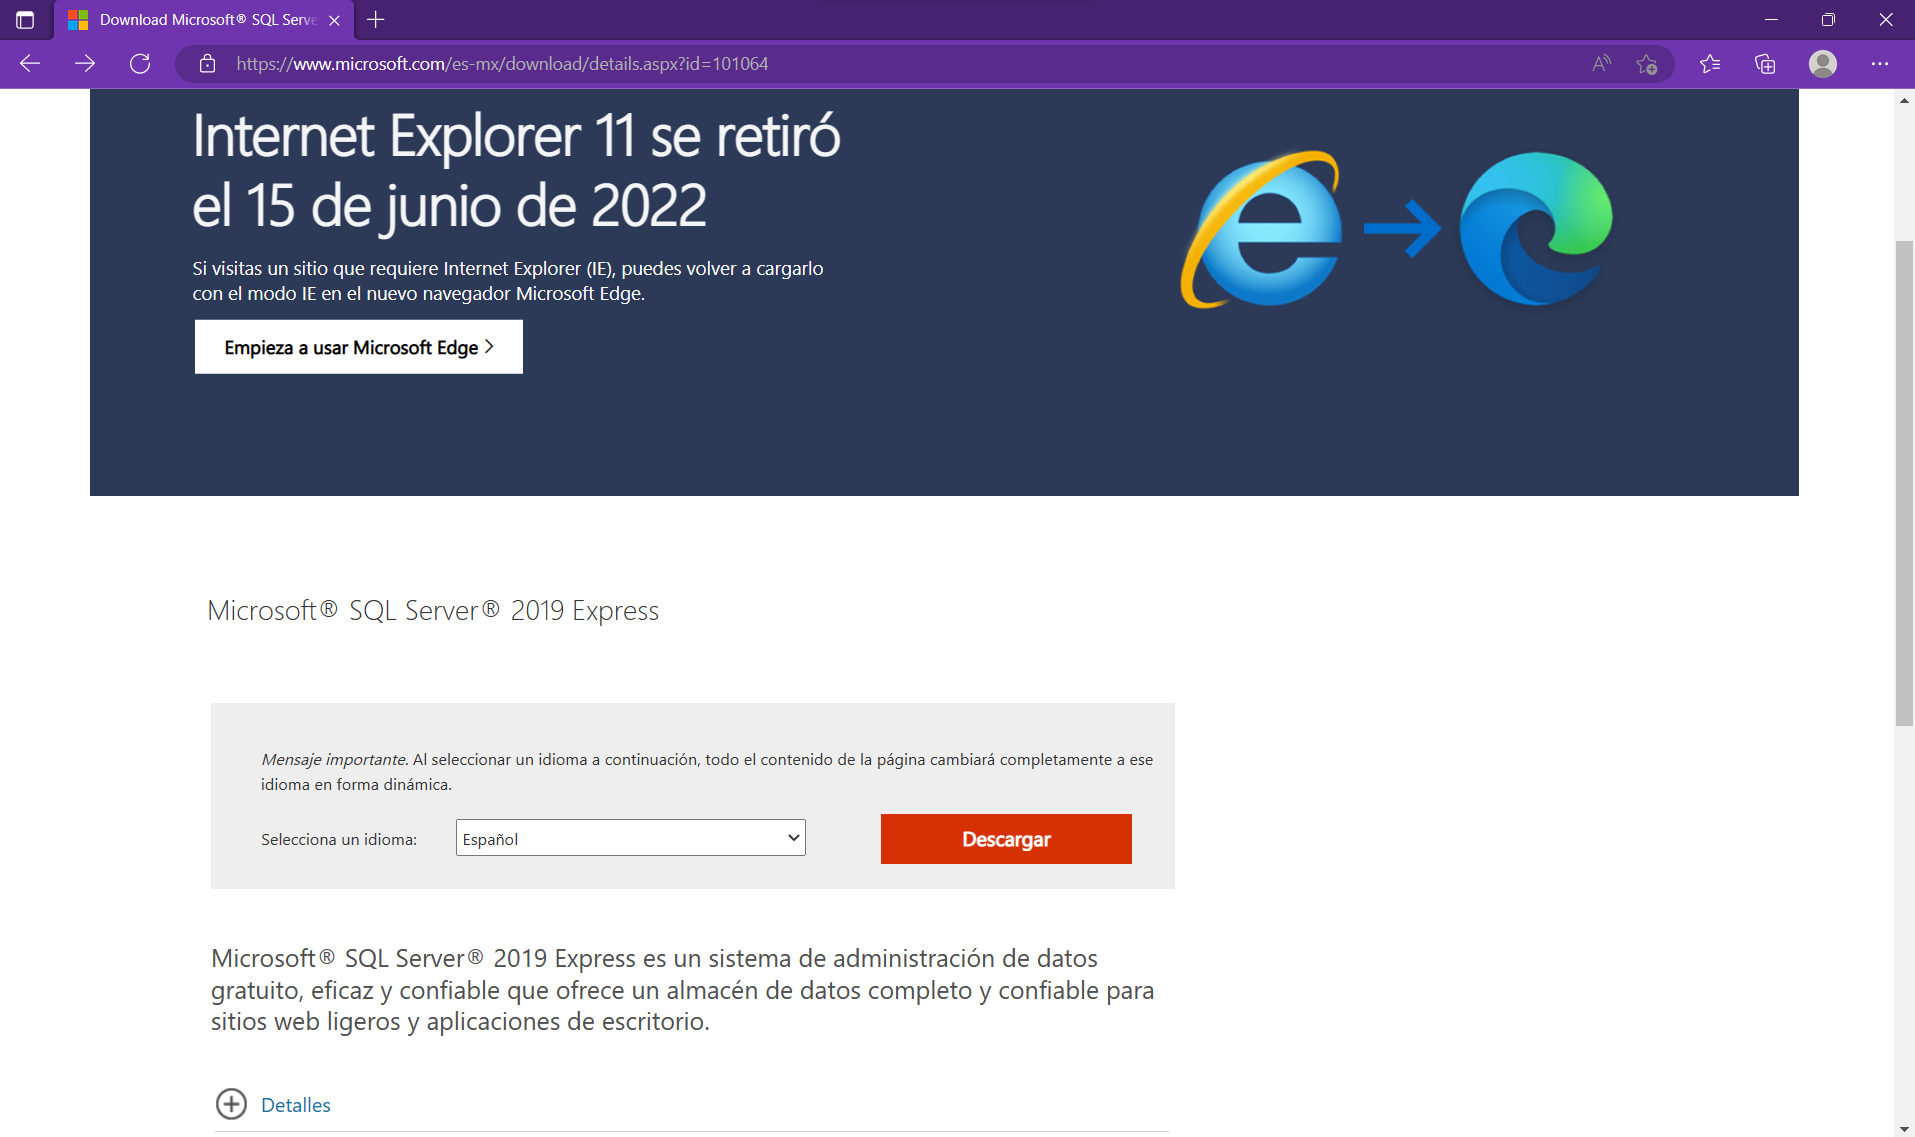 Download Microsoft® SQL Serve
https://www.microsoft.com/es-mx/download/details.aspx?id=101064
Internet Explorer 11 se retiró
el 15 de junio de 2022
Si visitas un sitio que requiere Internet Explorer (IE), puedes volver a cargarlo
con el modo IE en el nuevo navegador Microsoft Edge.
Empieza a usar Microsoft Edge >
Microsoft® SQL Server® 2019 Express
Mensaje importante. Al seleccionar un idioma a continuación, todo el contenido de la página cambiará completamente a ese
idioma en forma dinámica.
Selecciona un idioma:
Español
Descargar
Microsoft® SQL Server® 2019 Express es un sistema de administración de datos
gratuito, eficaz y confiable que ofrece un almacén de datos completo y confiable para
sitios web ligeros y aplicaciones de escritorio.
Detalles